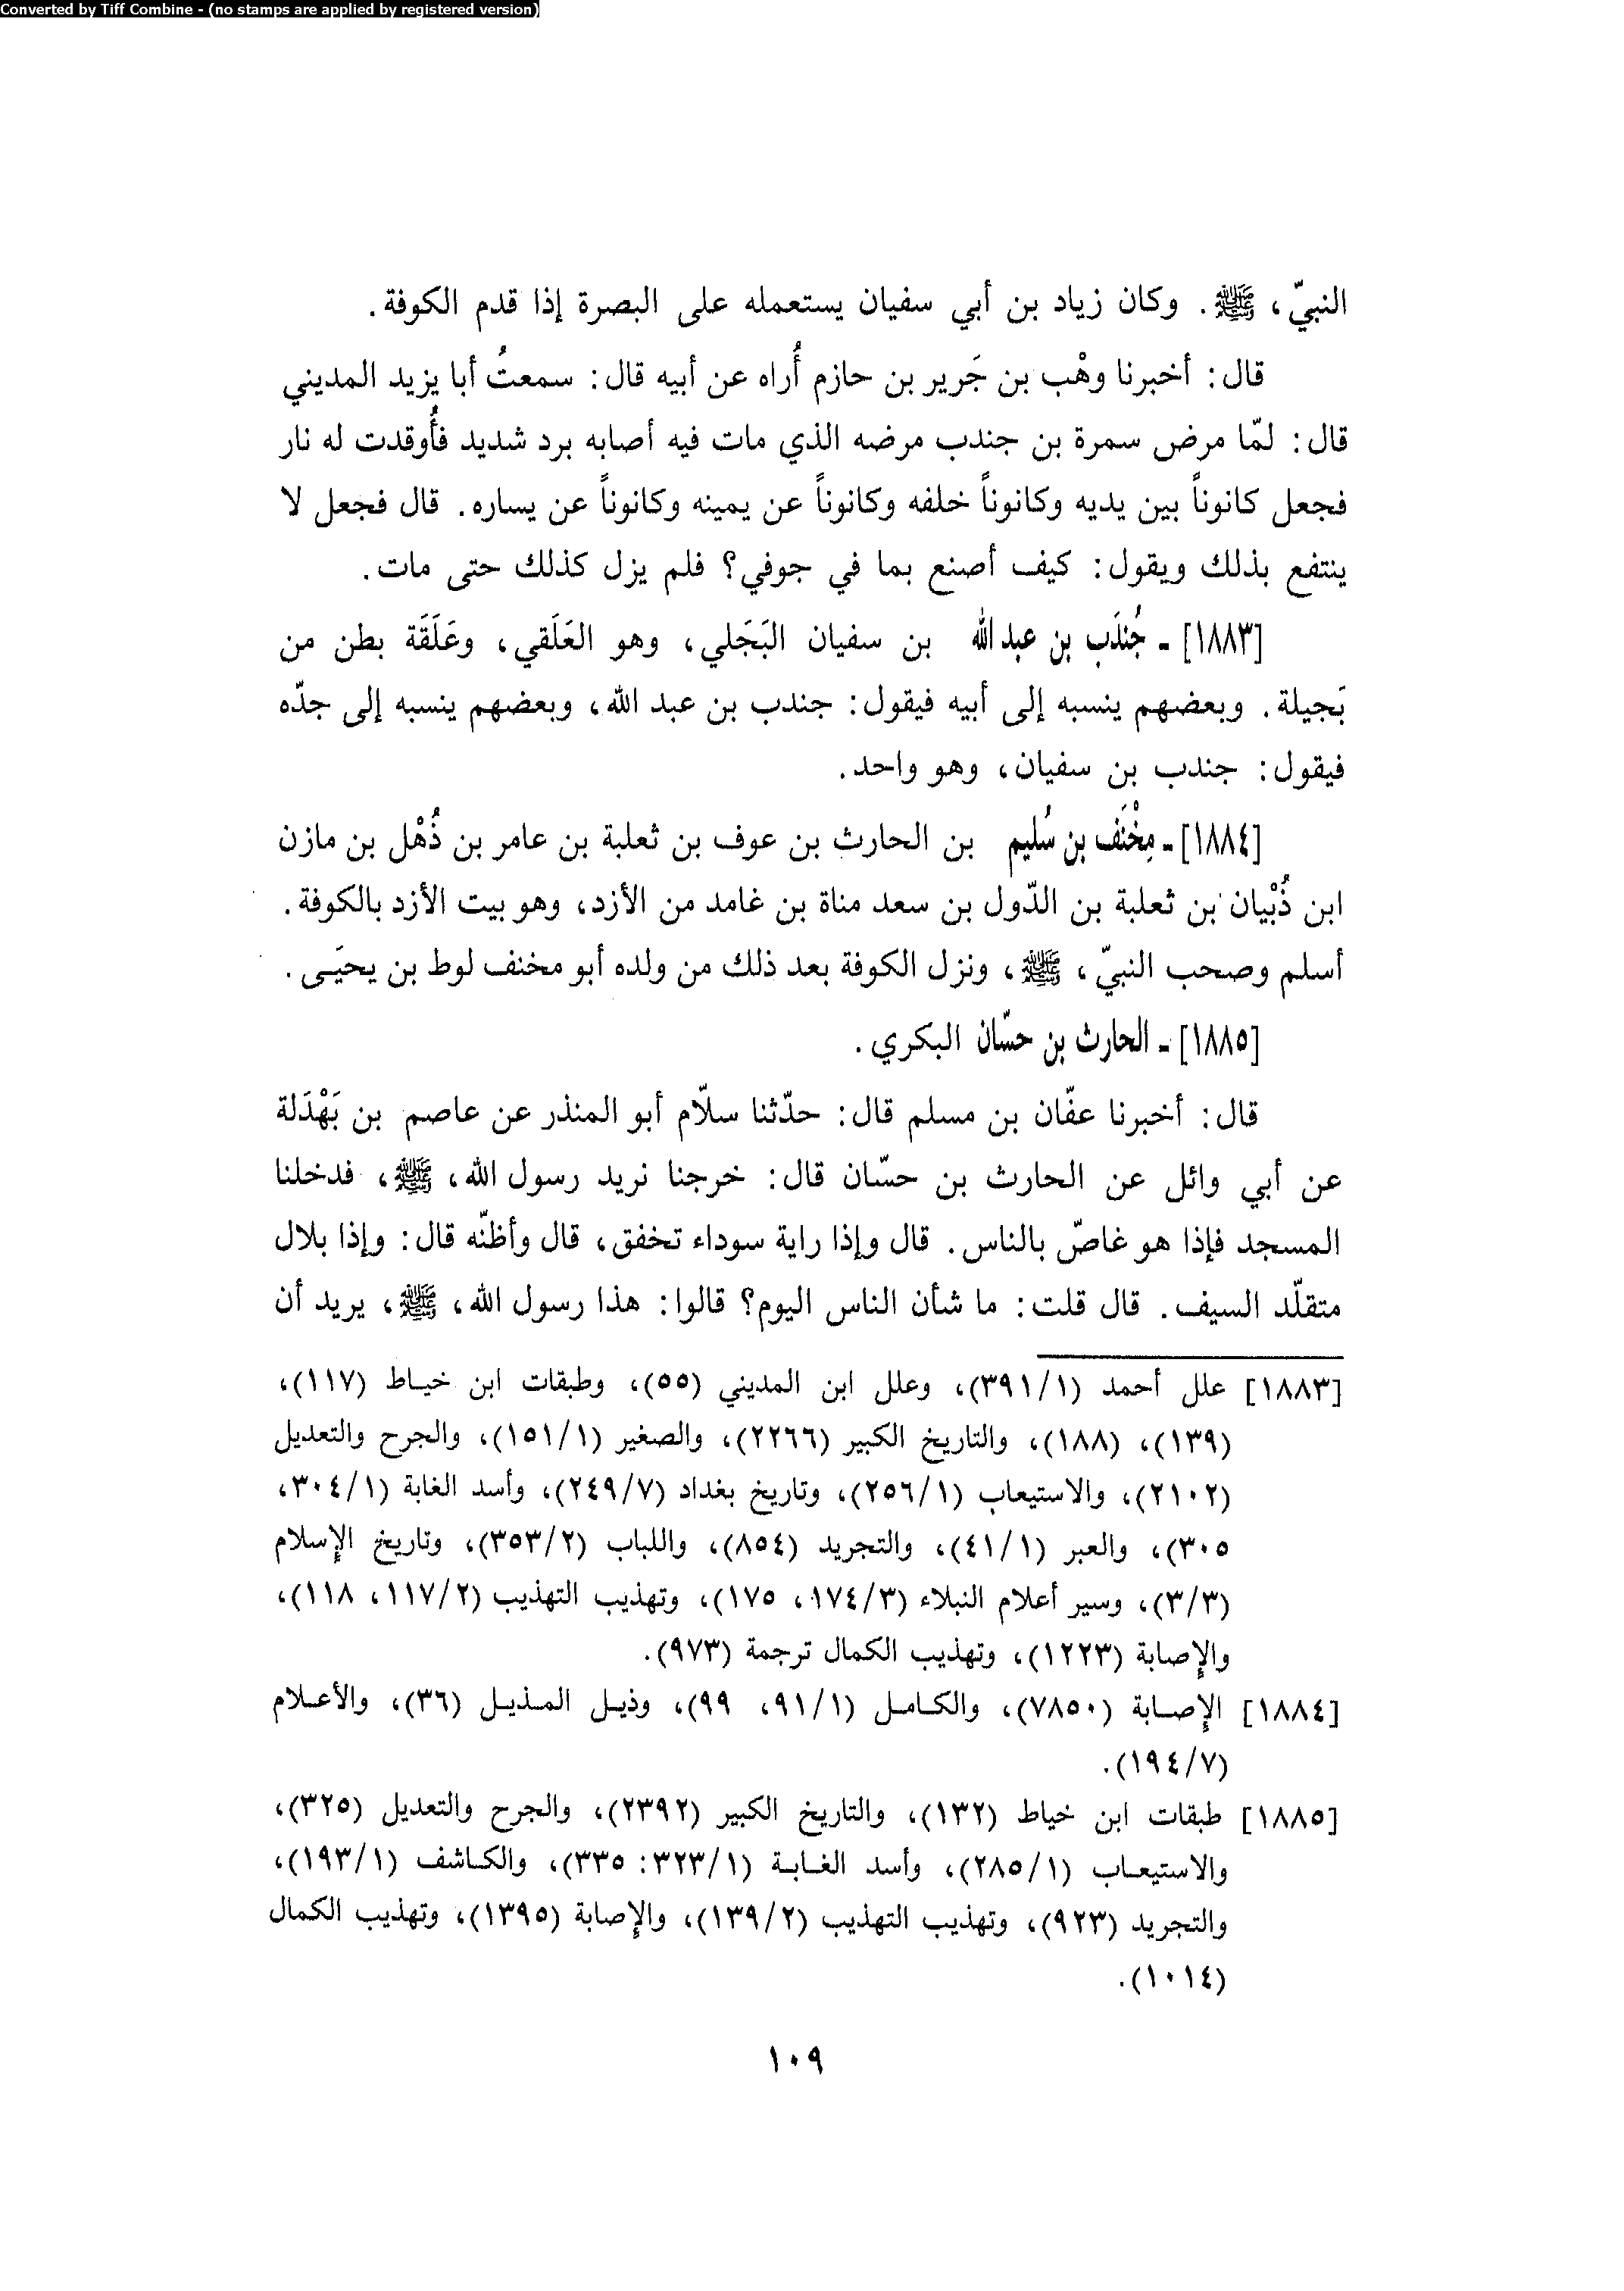 Converted by Tiff Combine - (no stamps are applied by registered version)
النبيّ، ﷺ. وكان زياد بن أبي سفيان يستعمله على البصرة إذا قدم الكوفة.
قال: أخبرنا وهْب بن جَرير بن حازم أُراه عن أبيه قال: سمعتُ أبا يزيد المديني
قال: لمّا مرض سمرة بن جندب مرضه الذي مات فيه أصابه برد شديد فأُوقدت له نار
فجعل كانوناً بين يديه وكانوناً خلفه وكانوناً عن يمينه وكانوناً عن يساره. قال فجعل لا
ينتفع بذلك ويقول: كيف أصنع بما في جوفي؟ فلم يزل كذلك حتى مات.
[١٨٨٣] - جُندَب بن عبد الله بن سفيان البَجَلي، وهو العَلَقي، وعَلَقَة بطن من
بَجيلة. وبعضهم ينسبه إلى أبيه فيقول: جندب بن عبد الله، وبعضهم ينسبه إلى جدّه
فيقول: جندب بن سفيان، وهو واحد.
[١٨٨٤] - مِخْنَف بن سُليم بن الحارث بن عوف بن ثعلبة بن عامر بن ذُهْل بن مازن
ابن ذُبْيان بن ثعلبة بن الدّول بن سعد مناة بن غامد من الأزد، وهو بيت الأزد بالكوفة.
أسلم وصحب النبيّ، ﷺ، ونزل الكوفة بعد ذلك من ولده أبو مخنف لوط بن يحيَى.
[١٨٨٥] - الحارث بن حسّان البكري.
قال: أخبرنا عفّان بن مسلم قال: حدّثنا سلاّم أبو المنذر عن عاصم بن بَهْدَلة
عن أبي وائل عن الحارث بن حسّان قال: خرجنا نريد رسول الله، ﷺ، فدخلنا
المسجد فإذا هو غاصّ بالناس. قال وإذا راية سوداء تخفق، قال وأظنّه قال: وإذا بلال
متقلّد السيف. قال قلت: ما شأن الناس اليوم؟ قالوا: هذا رسول الله، ﷺ، يريد أن
[١٨٨٣] علل أحمد (٣٩١/١)، وعلل ابن المديني (٥٥)، وطبقات ابن خياط (١١٧)،
(١٣٩)، (١٨٨)، والتاريخ الكبير (٢٢٦٦)، والصغير (١٥١/١)، والجرح والتعديل
(٢١٠٢)، والاستيعاب (٢٥٦/١)، وتاريخ بغداد (٢٤٩/٧)، وأسد الغابة (٣٠٤/١،
٣٠٥)، والعبر (٤١/١)، والتجريد (٨٥٤)، واللباب (٣٥٣/٢)، وتاريخ الإسلام
(٣/٣)، وسير أعلام النبلاء (١٧٤/٣، ١٧٥)، وتهذيب التهذيب (١١٧/٢، ١١٨)،
والإصابة (١٢٢٣)، وتهذيب الكمال ترجمة (٩٧٣).
[١٨٨٤] الإصابة (٧٨٥٠)، والكامل (٩١/١، ٩٩)، وذيل المذيل (٣٦)، والأعلام
(١٩٤/٧).
[١٨٨٥] طبقات ابن خياط (١٣٢)، والتاريخ الكبير (٢٣٩٢)، والجرح والتعديل (٣٢٥)،
والاستيعاب (٢٨٥/١)، وأسد الغابة (٣٢٣/١: ٣٣٥)، والكاشف (١٩٣/١)،
والتجريد (٩٢٣)، وتهذيب التهذيب (١٣٩/٢)، والإصابة (١٣٩٥)، وتهذيب الكمال
(١٠١٤).
١٠٩